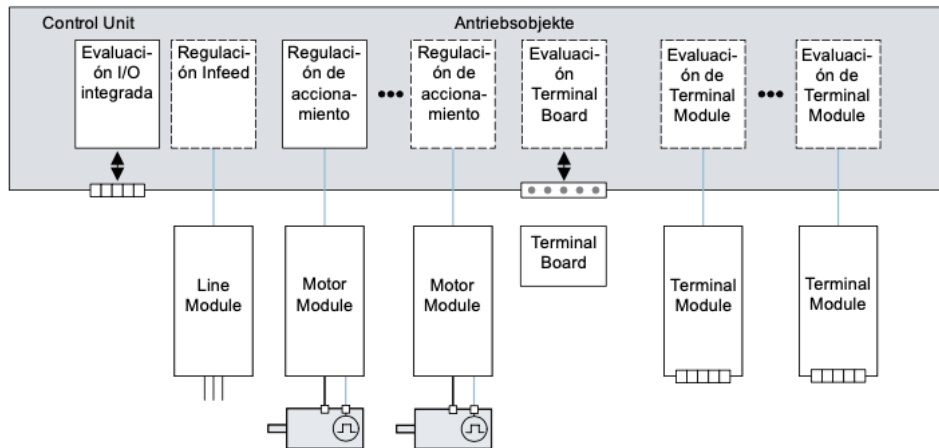 Control Unit
Antriebsobjekte
Evaluaci-
ón I/O
integrada
Regulac-
ión Infeed
Regulaci-
ón de
acciona-
miento
Regulaci-
ón de
acciona-
miento
Evaluaci-
ón
Terminal
Board
Evaluaci-
ón de
Terminal
Module
Evaluaci-
ón de
Terminal
Module
Line
Module
Motor
Module
Motor
Module
Terminal
Board
Terminal
Module
Terminal
Module